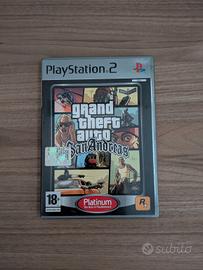 PlayStation 2
grand
theft
auto
San Andreas
18+
Platinum
R
subito